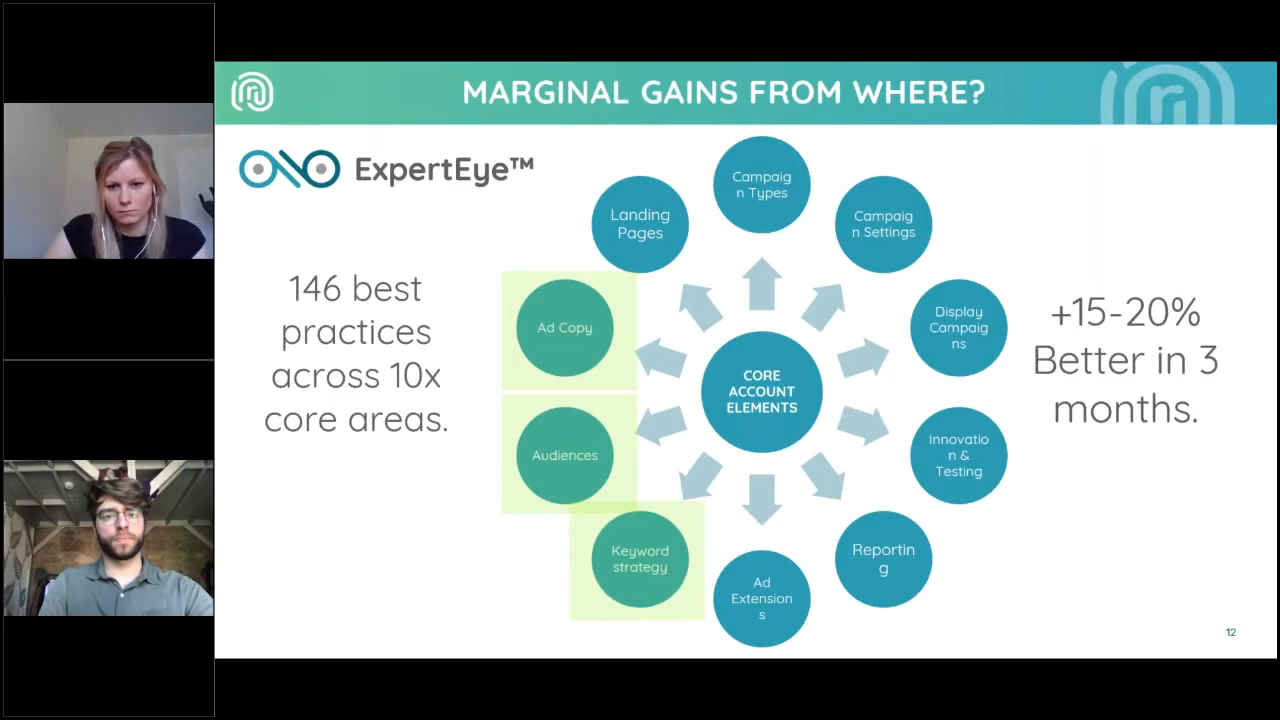 MARGINAL GAINS FROM WHERE?
ExpertEye™
146 best
practices
across 10x
core areas.
Campaig
n Types
Campaig
n Settings
Display
Campaig
ns
Innovatio
n &
Testing
Reportin
g
Ad
Extension
s
Keyword
strategy
Audiences
Ad Copy
Landing
Pages
CORE
ACCOUNT
ELEMENTS
+15-20%
Better in 3
months.
12